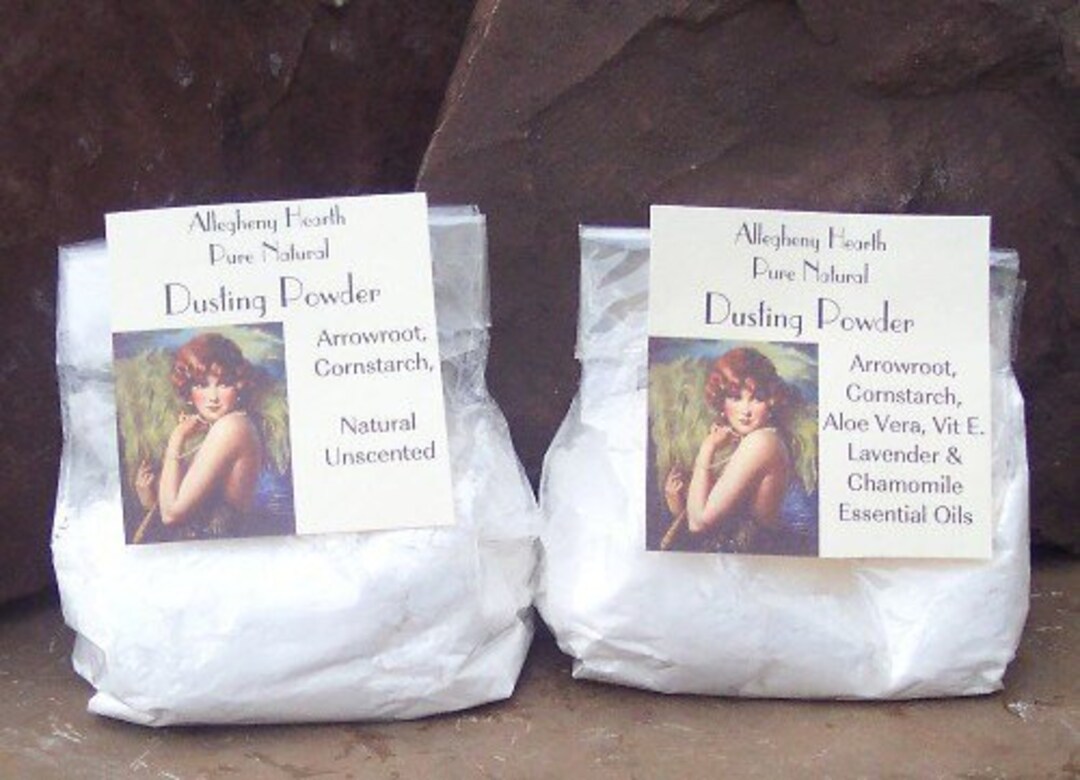 Allegheny Hearth
Pure Natural
Dusting Powder
Arrowroot,
Cornstarch,
Natural
Unscented
Allegheny Hearth
Pure Natural
Dusting Powder
Arrowroot,
Cornstarch,
Aloe Vera, Vit E.
Lavender &
Chamomile
Essential Oils